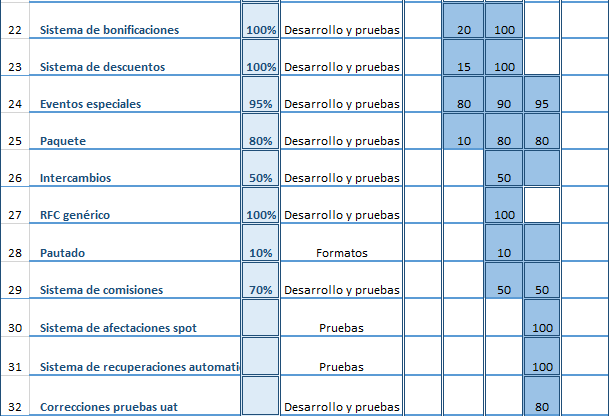 22 Sistema de bonificaciones 100% Desarrollo y pruebas 20 100
23 Sistema de descuentos 100% Desarrollo y pruebas 15 100
24 Eventos especiales 95% Desarrollo y pruebas 80 90 95
25 Paquete 80% Desarrollo y pruebas 10 80 80
26 Intercambios 50% Desarrollo y pruebas 50
27 RFC genérico 100% Desarrollo y pruebas 100
28 Pautado 10% Formatos 10
29 Sistema de comisiones 70% Desarrollo y pruebas 50 50
30 Sistema de afectaciones spot Pruebas 100
31 Sistema de recuperaciones automati Pruebas 100
32 Correcciones pruebas uat Desarrollo y pruebas 80